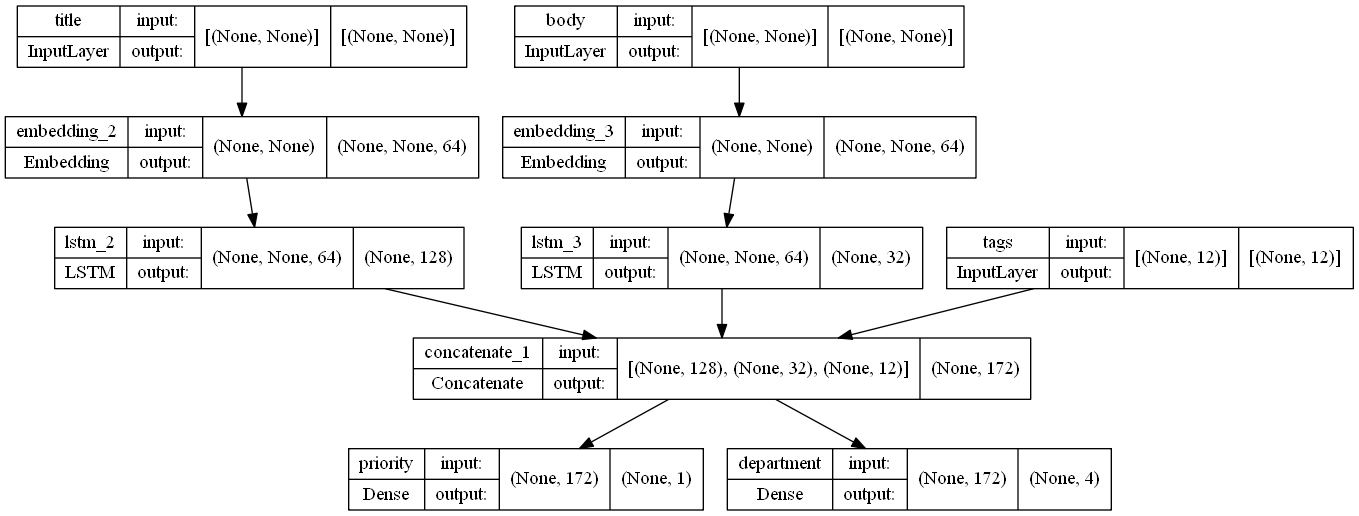 title input: [(None, None)] [(None, None)]
InputLayer output:
body input: [(None, None)] [(None, None)]
InputLayer output:
embedding_2 input: (None, None) (None, None, 64)
Embedding output:
embedding_3 input: (None, None) (None, None, 64)
Embedding output:
lstm_2 input: (None, None, 64) (None, 128)
LSTM output:
lstm_3 input: (None, None, 64) (None, 32)
LSTM output:
tags input: [(None, 12)] [(None, 12)]
InputLayer output:
concatenate_1 input: [(None, 128), (None, 32), (None, 12)] (None, 172)
Concatenate output:
priority input: (None, 172) (None, 1)
Dense output:
department input: (None, 172) (None, 4)
Dense output: